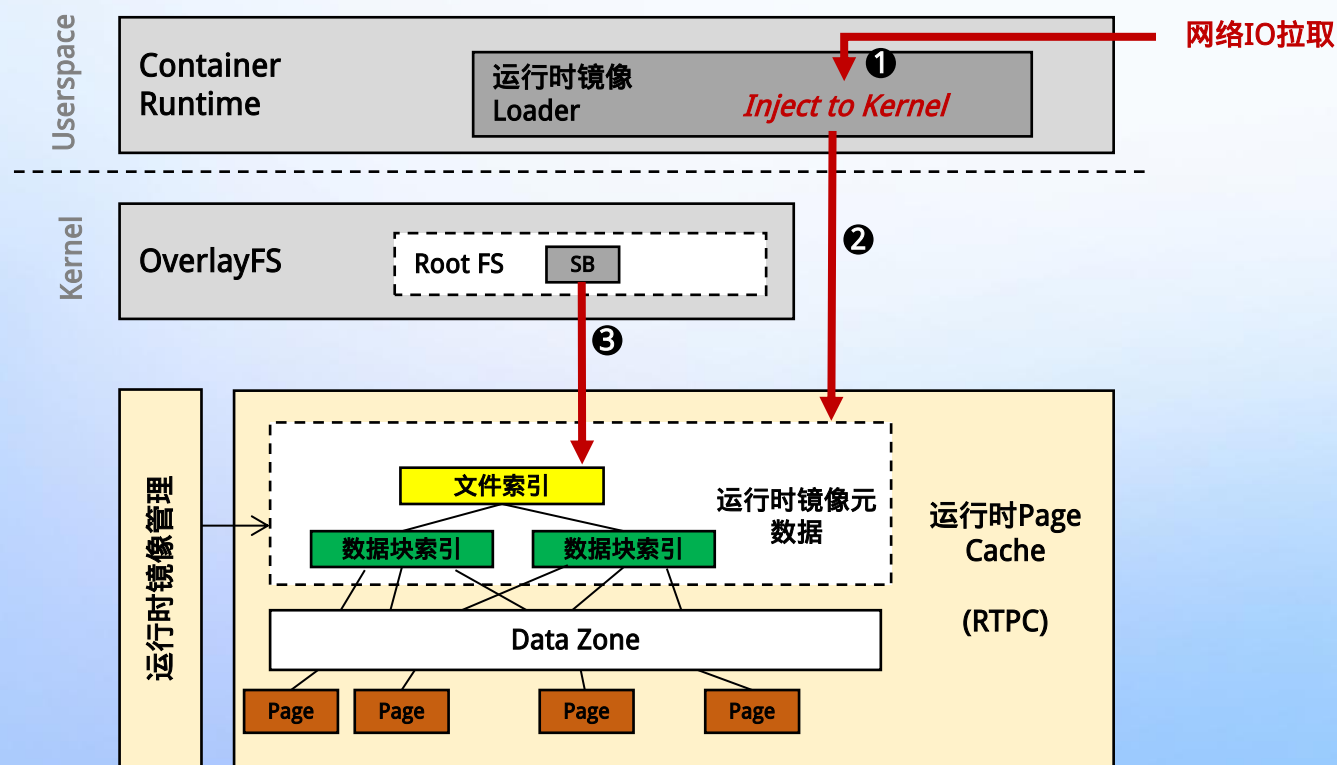 网络IO拉取
Userspace
Container
Runtime
运行时镜像
Loader
❶
Inject to Kernel
Kernel
OverlayFS
Root FS
SB
❷
❸
运行时镜像管理
文件索引
数据块索引
数据块索引
运行时镜像元
数据
运行时Page
Cache
(RTPC)
Data Zone
Page
Page
Page
Page